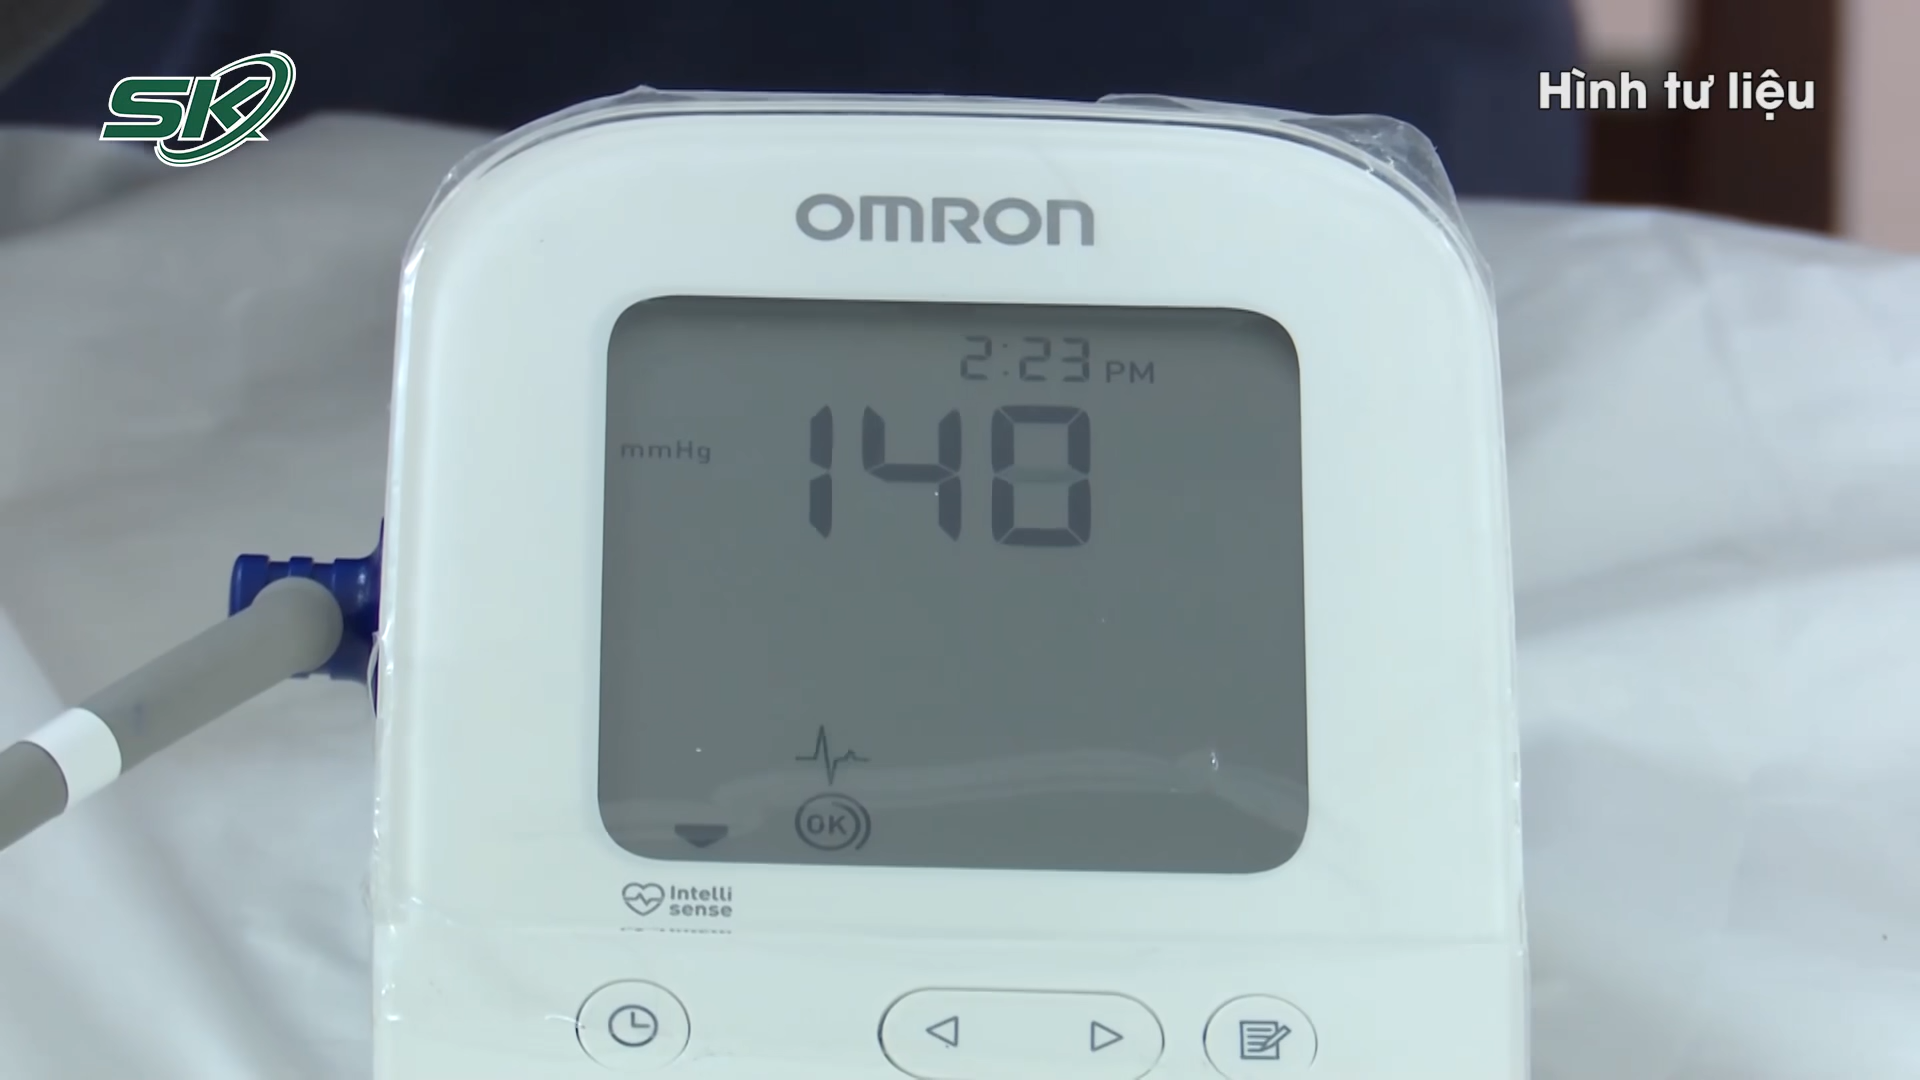 SK
Hình tư liệu
OMRON
2:23 PM
mmHg
140
OK
Intelli
sense